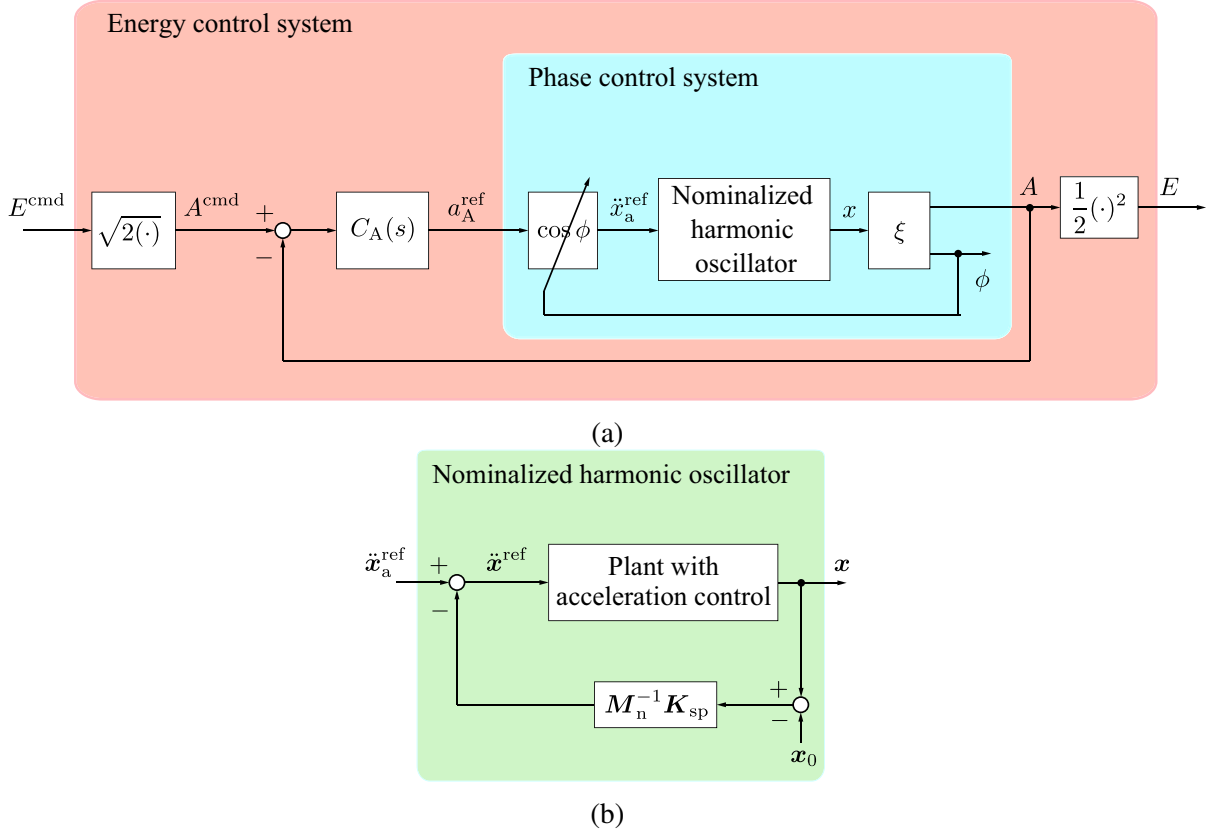 Energy control system
Phase control system
E^cmd
√2(·)
A^cmd
+
−
C_A(s)
a_A^ref
cos ϕ
ẍ_a^ref
Nominalized
harmonic
oscillator
x
ξ
A
ϕ
1/2 (·)²
E
(a)
Nominalized harmonic oscillator
ẍ_a^ref
+
−
ẍ^ref
Plant with
acceleration control
x
M_n^−1 K_sp
+
−
x_0
(b)